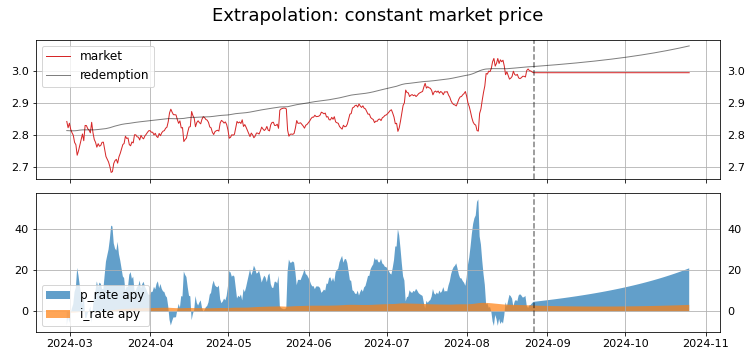 Extrapolation: constant market price
market
redemption
3.0 3.0
2.9 2.9
2.8 2.8
2.7 2.7
40 40
20 20
0 0
p_rate apy
i_rate apy
2024-03 2024-04 2024-05 2024-06 2024-07 2024-08 2024-09 2024-10 2024-11